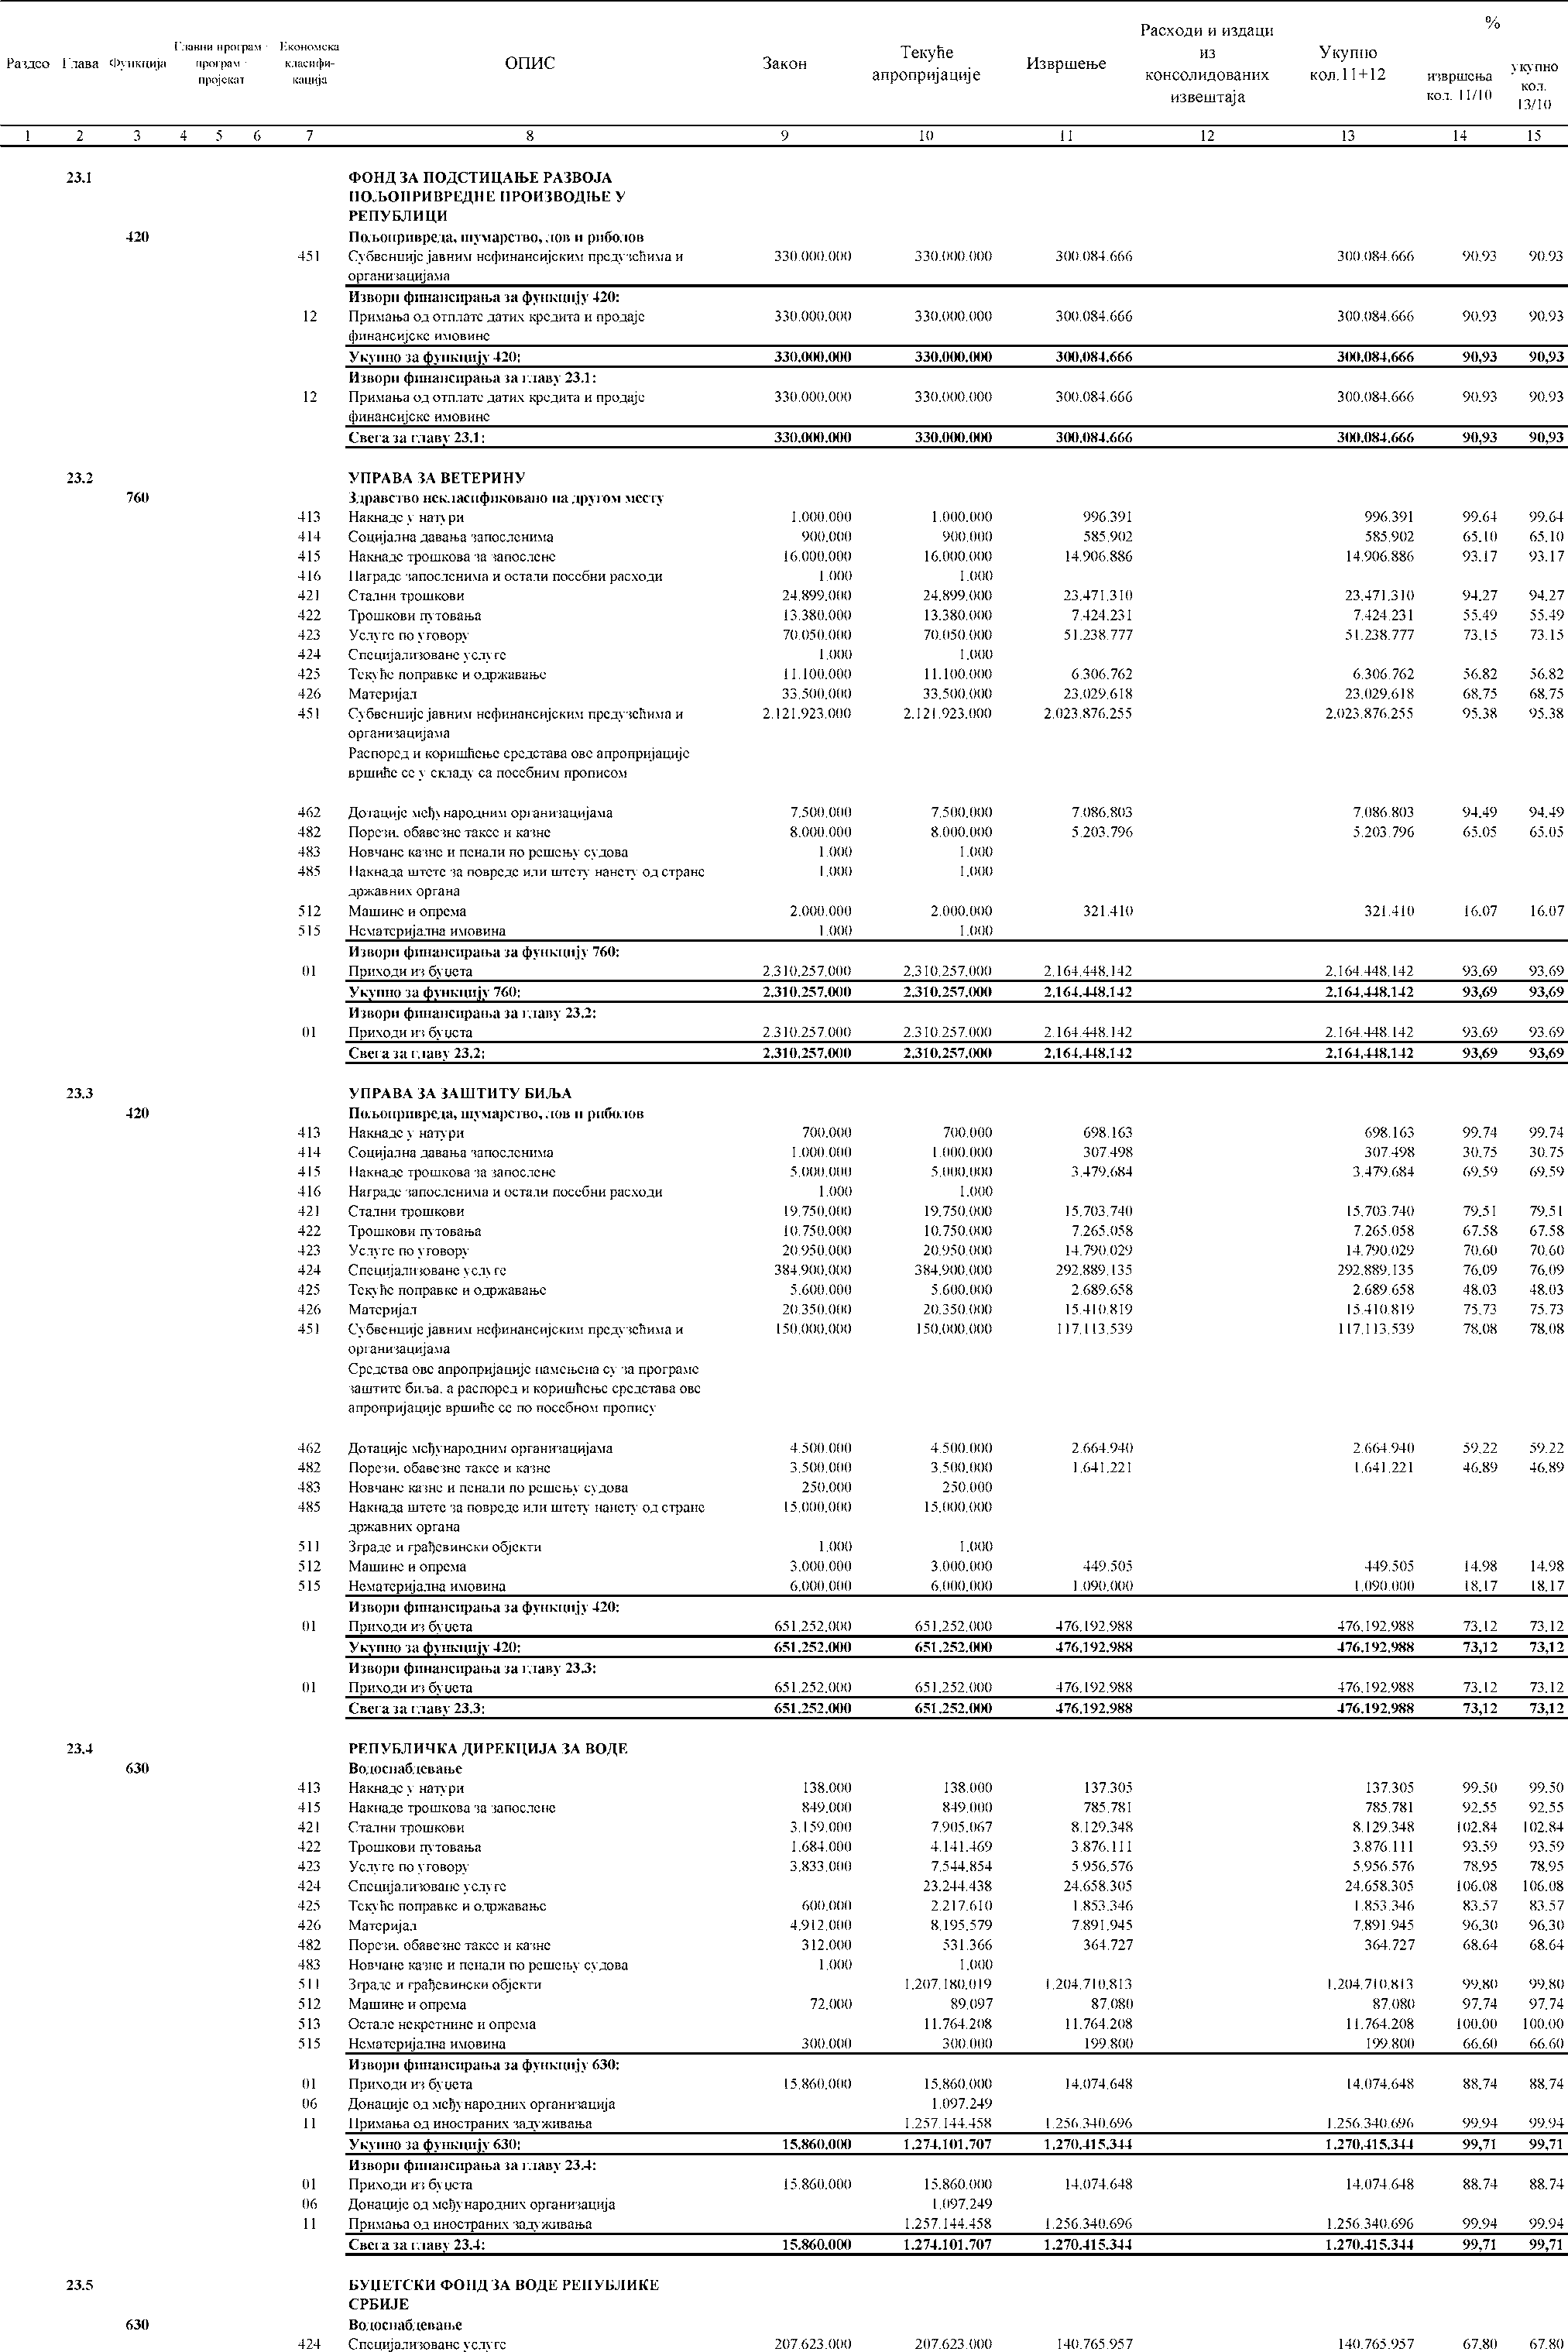 Раздео Глава Функција Главни програм - програм - пројекат Економска класифи-кација ОПИС Закон Текуће апропријације Извршење Расходи и издаци из консолидованих извештаја Укупно кол.11+12 % извршења кол. 11/10 укупно кол. 13/10
1 2 3 4 5 6 7 8 9 10 11 12 13 14 15
23.1 ФОНД ЗА ПОДСТИЦАЊЕ РАЗВОЈА
ПОЉОПРИВРЕДНЕ ПРОИЗВОДЊЕ У
РЕПУБЛИЦИ
420 Пољопривреда, шумарство, лов и риболов
451 Субвенције јавним нефинансијским предузећима и 330.000.000 330.000.000 300.084.666 300.084.666 90,93 90,93
организацијама
Извори финансирања за функцију 420:
12 Примања од отплате датих кредита и продаје 330.000.000 330.000.000 300.084.666 300.084.666 90,93 90,93
финансијске имовине
Укупно за функцију 420: 330.000.000 330.000.000 300.084.666 300.084.666 90,93 90,93
Извори финансирања за главу 23.1:
12 Примања од отплате датих кредита и продаје 330.000.000 330.000.000 300.084.666 300.084.666 90,93 90,93
финансијске имовине
Свега за главу 23.1: 330.000.000 330.000.000 300.084.666 300.084.666 90,93 90,93
23.2 УПРАВА ЗА ВЕТЕРИНУ
760 Здравство некласификовано на другом месту
413 Накнаде у натури 1.000.000 1.000.000 996.391 996.391 99,64 99,64
414 Социјална давања запосленима 900.000 900.000 585.902 585.902 65,10 65,10
415 Накнаде трошкова за запослене 16.000.000 16.000.000 14.906.886 14.906.886 93,17 93,17
416 Награде запосленима и остали посебни расходи 1.000 1.000
421 Стални трошкови 24.899.000 24.899.000 23.471.310 23.471.310 94,27 94,27
422 Трошкови путовања 13.380.000 13.380.000 7.424.231 7.424.231 55,49 55,49
423 Услуге по уговору 70.050.000 70.050.000 51.238.777 51.238.777 73,15 73,15
424 Специјализоване услуге 1.000 1.000
425 Текуће поправке и одржавање 11.100.000 11.100.000 6.306.762 6.306.762 56,82 56,82
426 Материјал 33.500.000 33.500.000 23.029.618 23.029.618 68,75 68,75
451 Субвенције јавним нефинансијским предузећима и 2.121.923.000 2.121.923.000 2.023.876.255 2.023.876.255 95,38 95,38
организацијама
Распоред и коришћење средстава ове апропријације
вршиће се у складу са посебним прописом
462 Дотације међународним организацијама 7.500.000 7.500.000 7.086.803 7.086.803 94,49 94,49
482 Порези, обавезне таксе и казне 8.000.000 8.000.000 5.203.796 5.203.796 65,05 65,05
483 Новчане казне и пенали по решењу судова 1.000 1.000
485 Накнада штете за повреде или штету нанету од стране 1.000 1.000
државних органа
512 Машине и опрема 2.000.000 2.000.000 321.410 321.410 16,07 16,07
515 Нематеријална имовина 1.000 1.000
Извори финансирања за функцију 760:
01 Приходи из буџета 2.310.257.000 2.310.257.000 2.164.448.142 2.164.448.142 93,69 93,69
Укупно за функцију 760: 2.310.257.000 2.310.257.000 2.164.448.142 2.164.448.142 93,69 93,69
Извори финансирања за главу 23.2:
01 Приходи из буџета 2.310.257.000 2.310.257.000 2.164.448.142 2.164.448.142 93,69 93,69
Свега за главу 23.2: 2.310.257.000 2.310.257.000 2.164.448.142 2.164.448.142 93,69 93,69
23.3 УПРАВА ЗА ЗАШТИТУ БИЉА
420 Пољопривреда, шумарство, лов и риболов
413 Накнаде у натури 700.000 700.000 698.163 698.163 99,74 99,74
414 Социјална давања запосленима 1.000.000 1.000.000 307.498 307.498 30,75 30,75
415 Накнаде трошкова за запослене 5.000.000 5.000.000 3.479.684 3.479.684 69,59 69,59
416 Награде запосленима и остали посебни расходи 1.000 1.000
421 Стални трошкови 19.750.000 19.750.000 15.703.740 15.703.740 79,51 79,51
422 Трошкови путовања 10.750.000 10.750.000 7.265.058 7.265.058 67,58 67,58
423 Услуге по уговору 20.950.000 20.950.000 14.790.029 14.790.029 70,60 70,60
424 Специјализоване услуге 384.900.000 384.900.000 292.889.135 292.889.135 76,09 76,09
425 Текуће поправке и одржавање 5.600.000 5.600.000 2.689.658 2.689.658 48,03 48,03
426 Материјал 20.350.000 20.350.000 15.410.819 15.410.819 75,73 75,73
451 Субвенције јавним нефинансијским предузећима и 150.000.000 150.000.000 117.113.539 117.113.539 78,08 78,08
организацијама
Средства ове апропријације намењена су за програме
заштите биља, а распоред и коришћење средстава ове
апропријације вршиће се по посебном пропису
462 Дотације међународним организацијама 4.500.000 4.500.000 2.664.940 2.664.940 59,22 59,22
482 Порези, обавезне таксе и казне 3.500.000 3.500.000 1.641.221 1.641.221 46,89 46,89
483 Новчане казне и пенали по решењу судова 250.000 250.000
485 Накнада штете за повреде или штету нанету од стране 15.000.000 15.000.000
државних органа
511 Зграде и грађевински објекти 1.000 1.000
512 Машине и опрема 3.000.000 3.000.000 449.505 449.505 14,98 14,98
515 Нематеријална имовина 6.000.000 6.000.000 1.090.000 1.090.000 18,17 18,17
Извори финансирања за функцију 420:
01 Приходи из буџета 651.252.000 651.252.000 476.192.988 476.192.988 73,12 73,12
Укупно за функцију 420: 651.252.000 651.252.000 476.192.988 476.192.988 73,12 73,12
Извори финансирања за главу 23.3:
01 Приходи из буџета 651.252.000 651.252.000 476.192.988 476.192.988 73,12 73,12
Свега за главу 23.3: 651.252.000 651.252.000 476.192.988 476.192.988 73,12 73,12
23.4 РЕПУБЛИЧКА ДИРЕКЦИЈА ЗА ВОДЕ
630 Водоснабдевање
413 Накнаде у натури 138.000 138.000 137.305 137.305 99,50 99,50
415 Накнаде трошкова за запослене 849.000 849.000 785.781 785.781 92,55 92,55
421 Стални трошкови 3.159.000 7.905.067 8.129.348 8.129.348 102,84 102,84
422 Трошкови путовања 1.684.000 4.141.469 3.876.111 3.876.111 93,59 93,59
423 Услуге по уговору 3.833.000 7.544.854 5.956.576 5.956.576 78,95 78,95
424 Специјализоване услуге 23.244.438 24.658.305 24.658.305 106,08 106,08
425 Текуће поправке и одржавање 600.000 2.217.610 1.853.346 1.853.346 83,57 83,57
426 Материјал 4.912.000 8.195.579 7.891.945 7.891.945 96,30 96,30
482 Порези, обавезне таксе и казне 312.000 531.366 364.727 364.727 68,64 68,64
483 Новчане казне и пенали по решењу судова 1.000 1.000
511 Зграде и грађевински објекти 1.207.180.019 1.204.710.813 1.204.710.813 99,80 99,80
512 Машине и опрема 72.000 89.097 87.080 87.080 97,74 97,74
513 Остале некретнине и опрема 11.764.208 11.764.208 11.764.208 100,00 100,00
515 Нематеријална имовина 300.000 300.000 199.800 199.800 66,60 66,60
Извори финансирања за функцију 630:
01 Приходи из буџета 15.860.000 15.860.000 14.074.648 14.074.648 88,74 88,74
06 Донације од међународних организација 1.097.249
11 Примања од иностраних задуживања 1.257.144.458 1.256.340.696 1.256.340.696 99,94 99,94
Укупно за функцију 630: 15.860.000 1.274.101.707 1.270.415.344 1.270.415.344 99,71 99,71
Извори финансирања за главу 23.4:
01 Приходи из буџета 15.860.000 15.860.000 14.074.648 14.074.648 88,74 88,74
06 Донације од међународних организација 1.097.249
11 Примања од иностраних задуживања 1.257.144.458 1.256.340.696 1.256.340.696 99,94 99,94
Свега за главу 23.4: 15.860.000 1.274.101.707 1.270.415.344 1.270.415.344 99,71 99,71
23.5 БУЏЕТСКИ ФОНД ЗА ВОДЕ РЕПУБЛИКЕ
СРБИЈЕ
630 Водоснабдевање
424 Специјализоване услуге 207.623.000 207.623.000 140.765.957 140.765.957 67,80 67,80